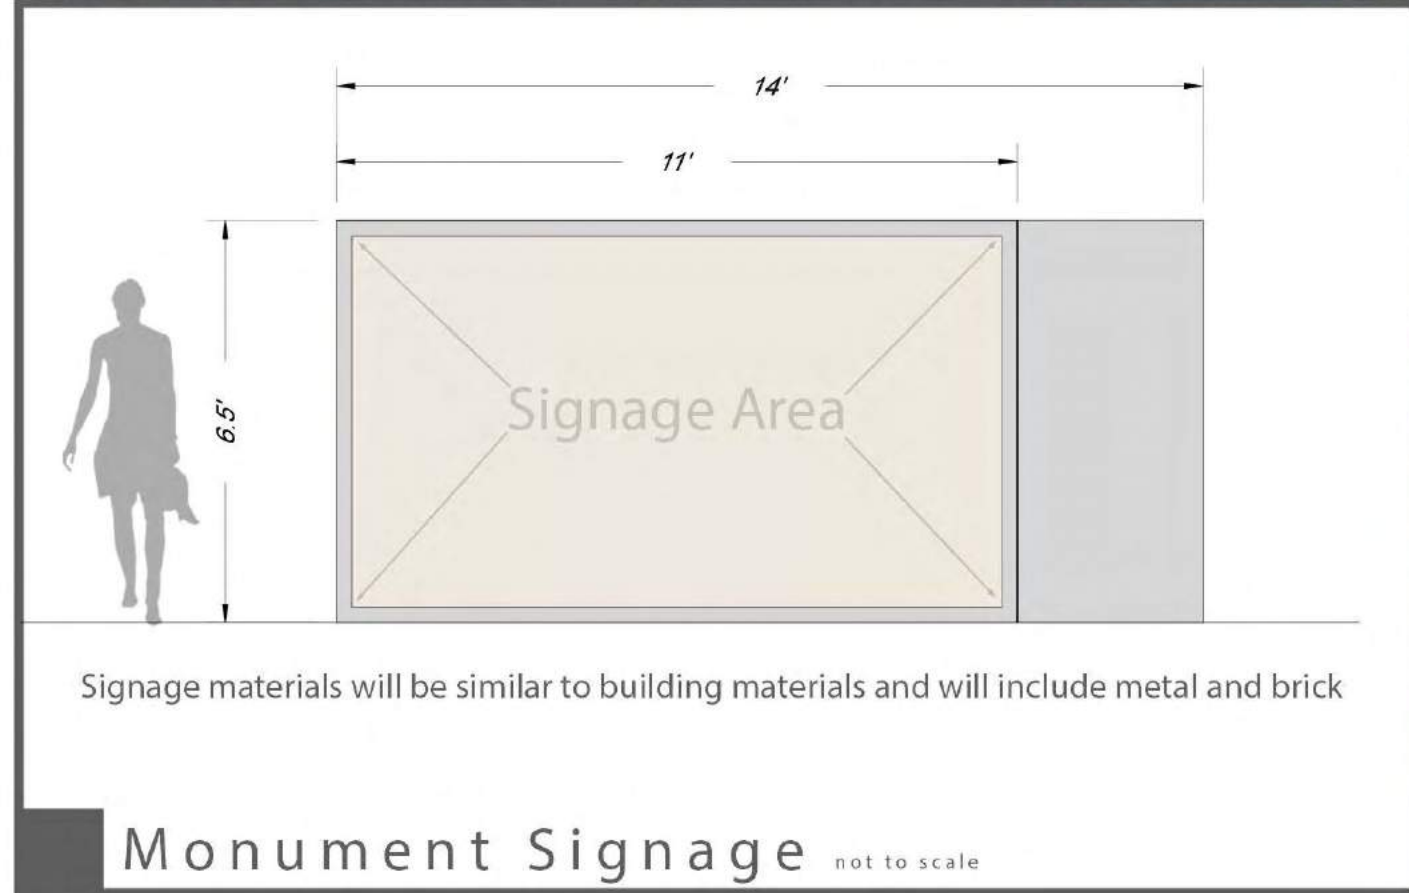 14'
11'
6.5'
Signage Area
Signage materials will be similar to building materials and will include metal and brick
Monument Signage not to scale